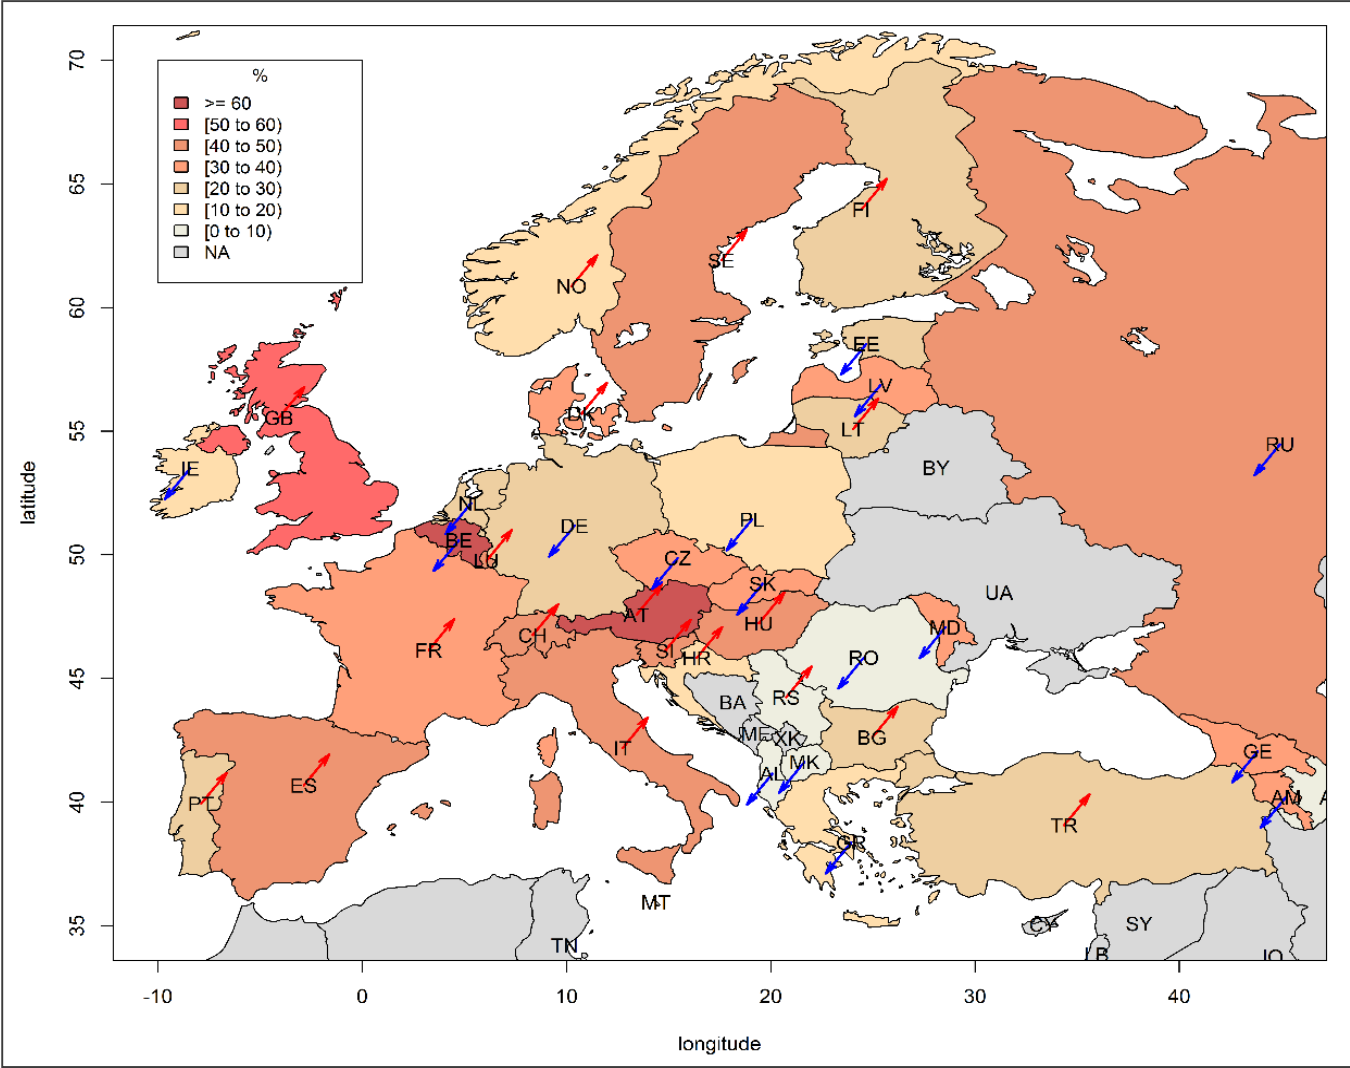 %
>= 60
[50 to 60)
[40 to 50)
[30 to 40)
[20 to 30)
[10 to 20)
[0 to 10)
NA
70
65
60
55
50
45
40
35
latitude
FI
SE
NO
EE
LV
GB
DK
LT
RU
IE
BY
NL
DE
PL
BE
LU
CZ
SK
UA
AT
HU
MD
CH
FR
SI
HR
RO
BA
RS
ME
XK
BG
IT
GE
MK
AL
ES
PT
AM
A
TR
GR
MT
CY
SY
TN
LB
JO
-10
0
10
20
30
40
longitude